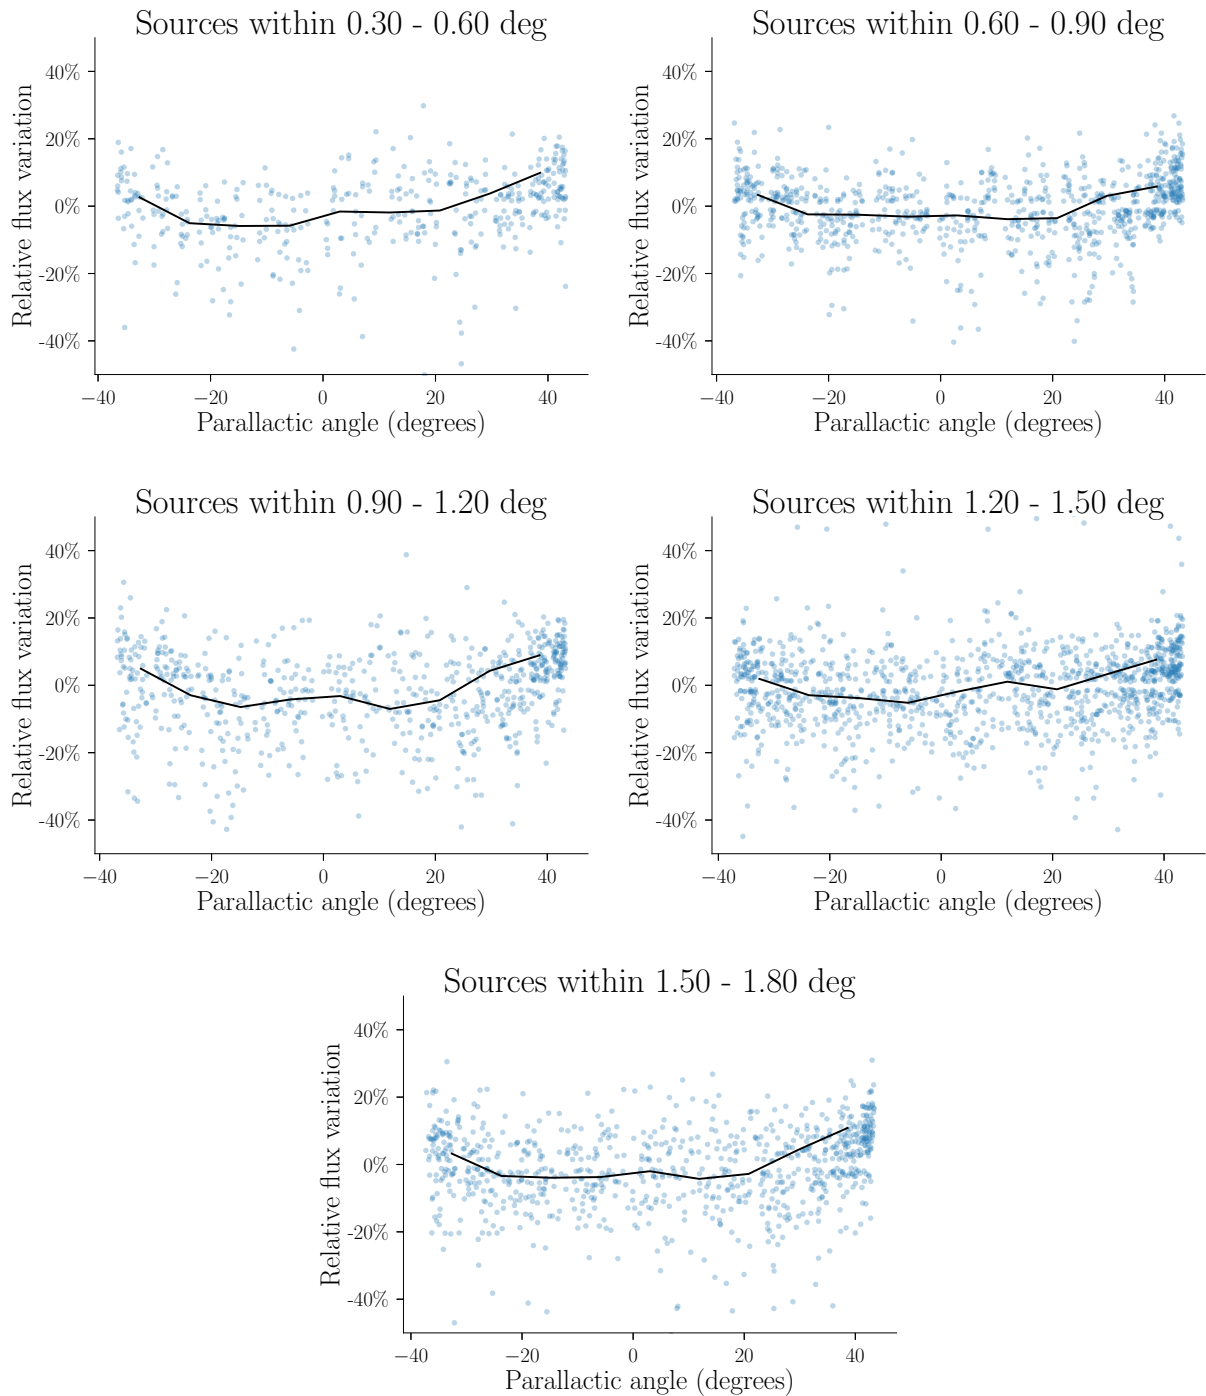 Sources within 0.30 - 0.60 deg
Relative flux variation
40%
20%
0%
-20%
-40%
−40 −20 0 20 40
Parallactic angle (degrees)
Sources within 0.60 - 0.90 deg
Relative flux variation
40%
20%
0%
-20%
-40%
−40 −20 0 20 40
Parallactic angle (degrees)
Sources within 0.90 - 1.20 deg
Relative flux variation
40%
20%
0%
-20%
-40%
−40 −20 0 20 40
Parallactic angle (degrees)
Sources within 1.20 - 1.50 deg
Relative flux variation
40%
20%
0%
-20%
-40%
−40 −20 0 20 40
Parallactic angle (degrees)
Sources within 1.50 - 1.80 deg
Relative flux variation
40%
20%
0%
-20%
-40%
−40 −20 0 20 40
Parallactic angle (degrees)